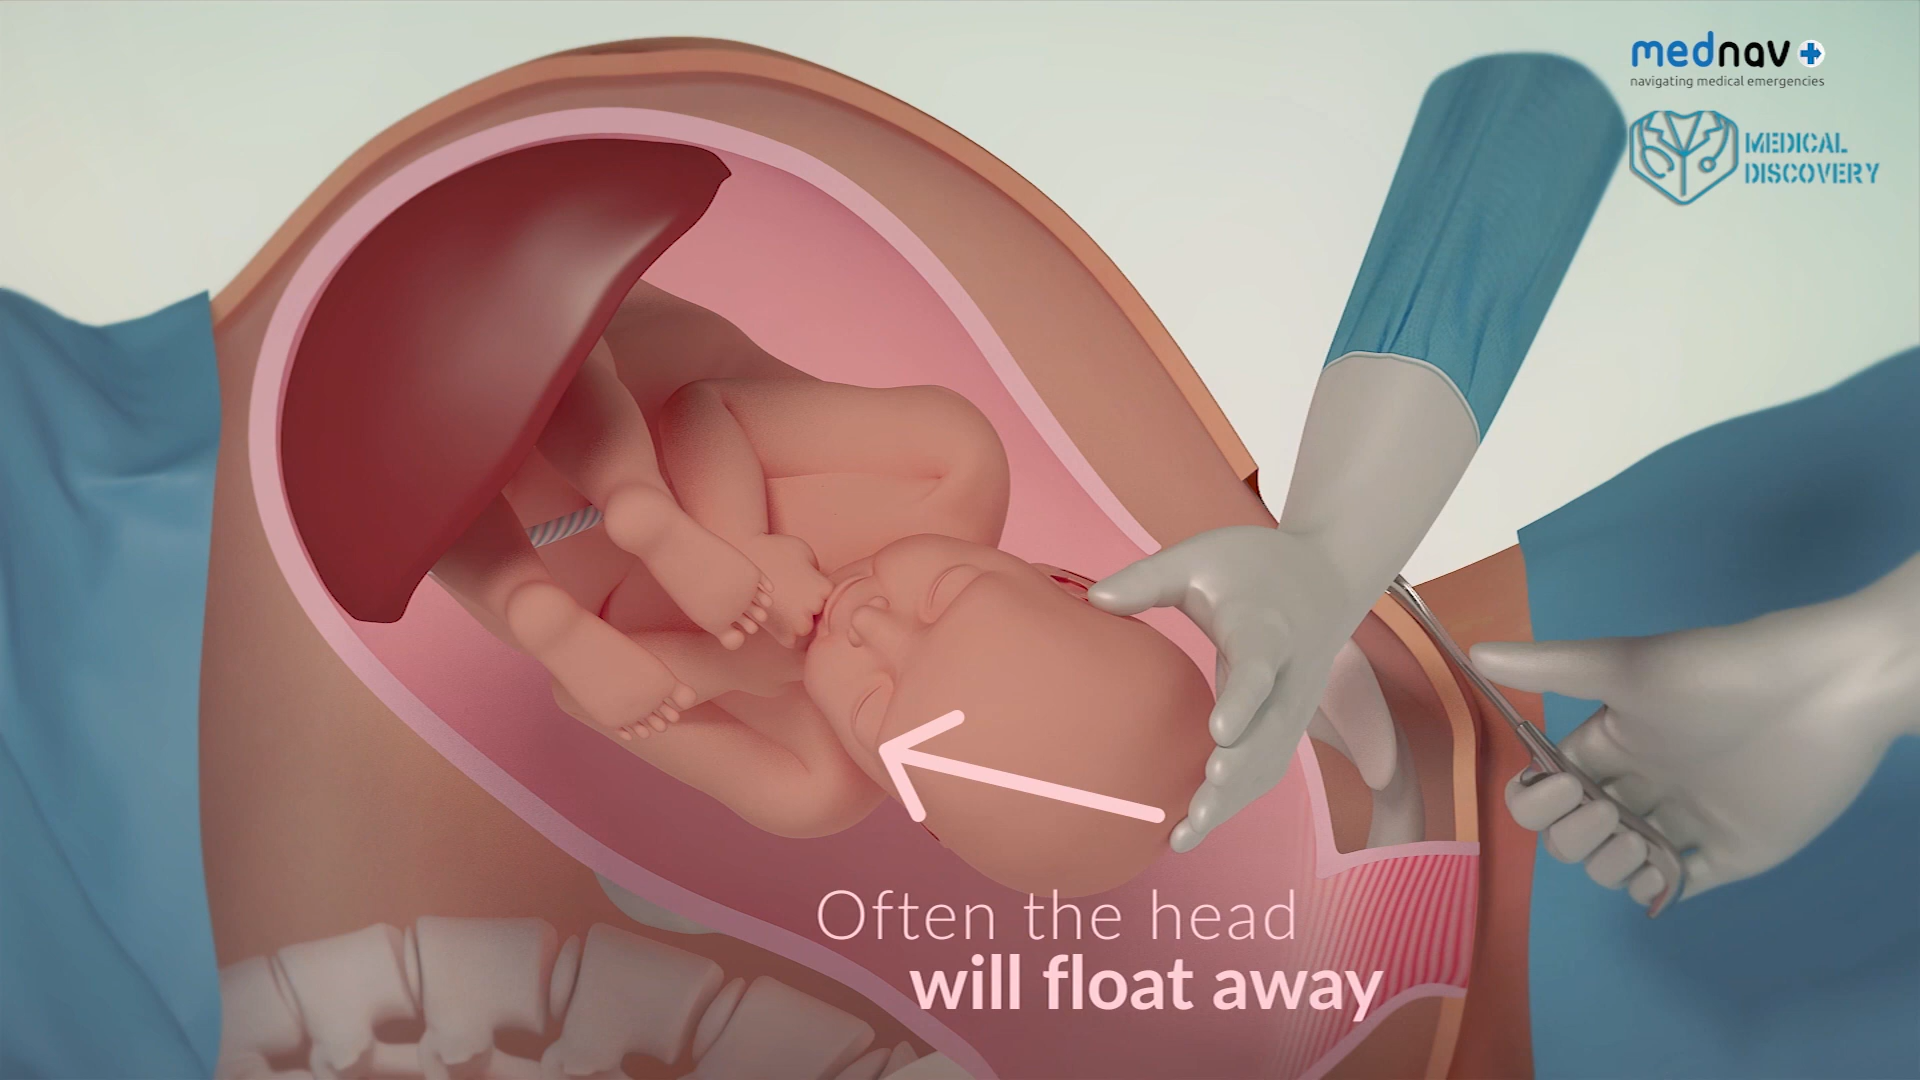 mednav
navigating medical emergencies
MEDICAL
DISCOVERY
Often the head
will float away